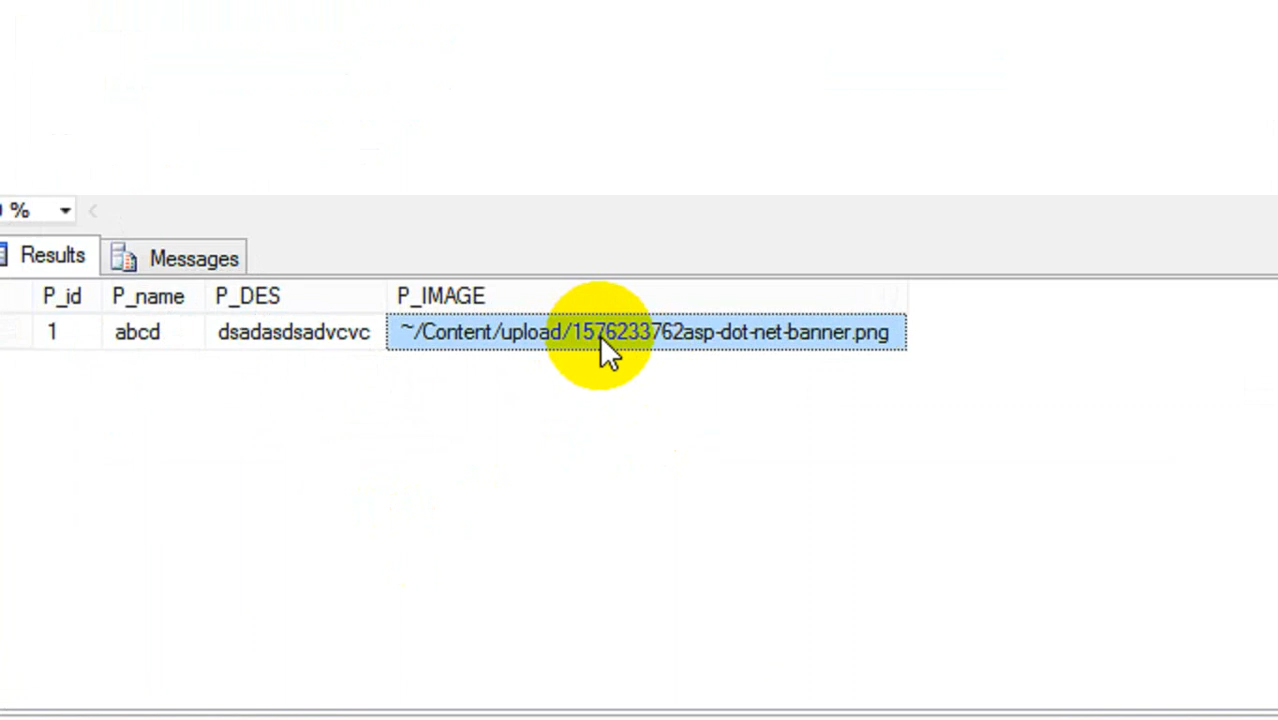 %
Results Messages
P_id P_name P_DES P_IMAGE
1 abcd dsadasdsadvcvc ~/Content/upload/1576233762asp-dot-net-banner.png